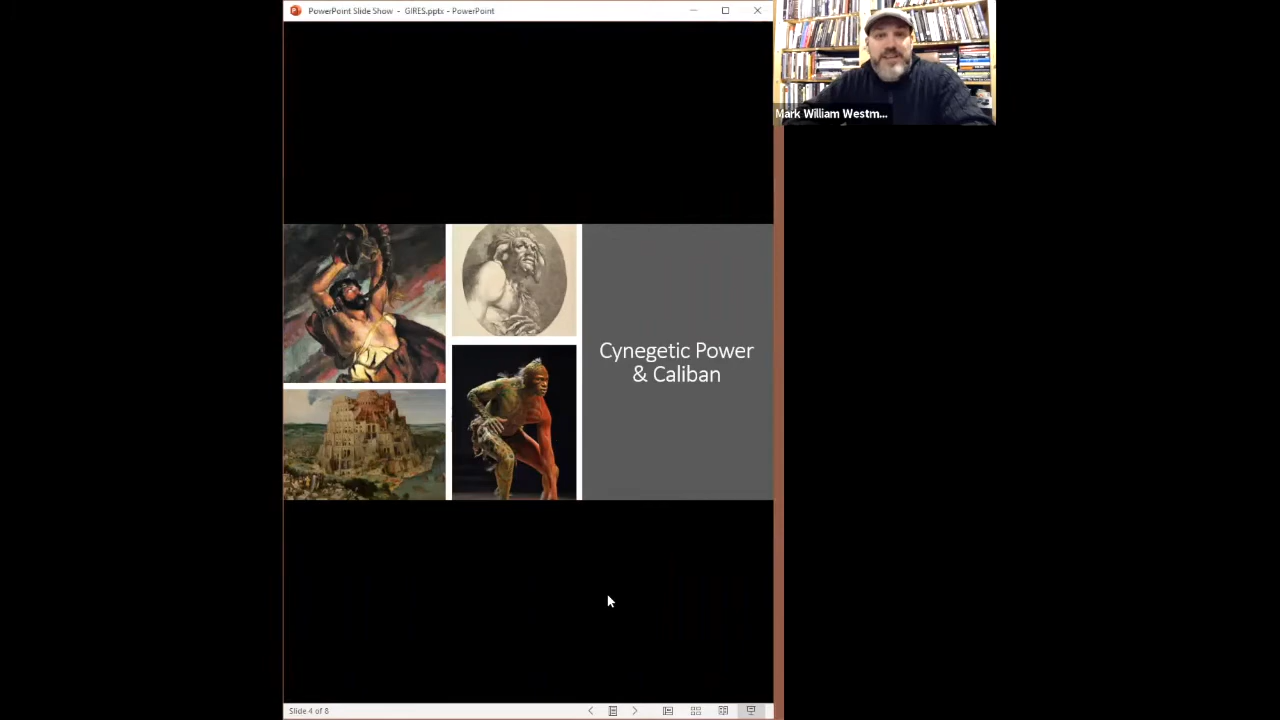 PowerPoint Slide Show - GIRES.pptx - PowerPoint
Mark William Westm...
Cynegetic Power
& Caliban
Slide 4 of 8